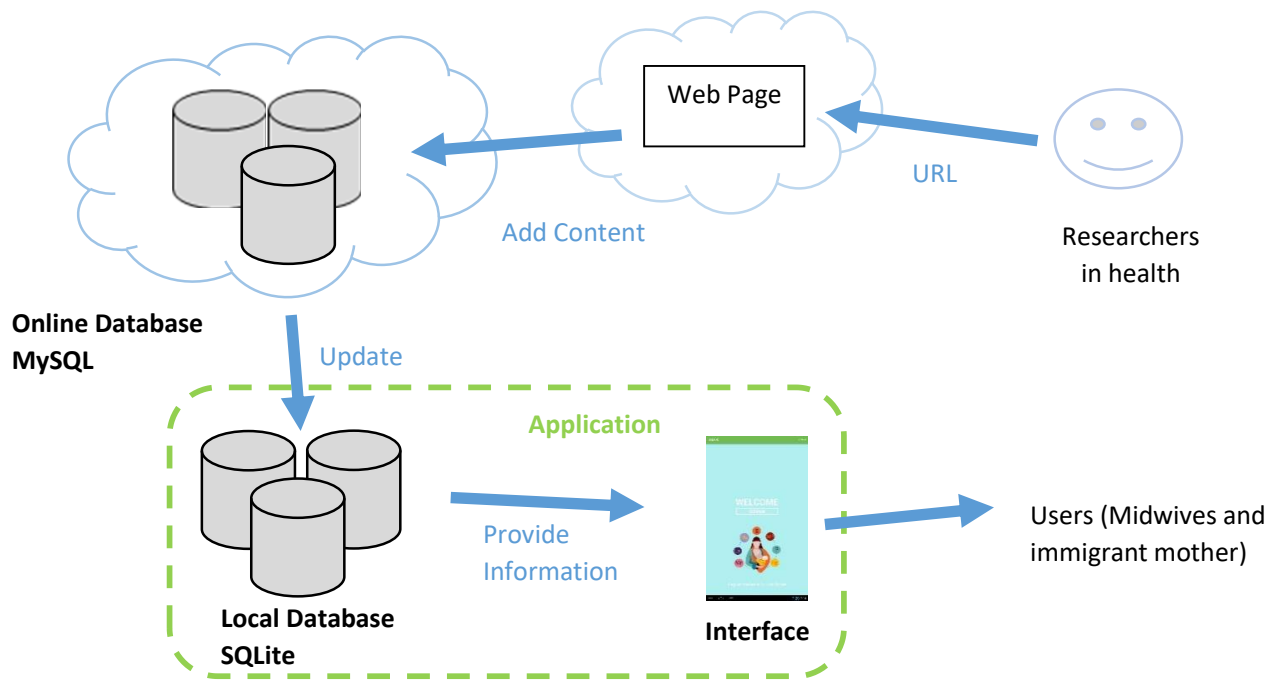 Web Page
URL
Add Content
Researchers
in health
Online Database
MySQL
Update
Application
WELCOME
Provide
Information
Users (Midwives and
immigrant mother)
Local Database
SQLite
Interface